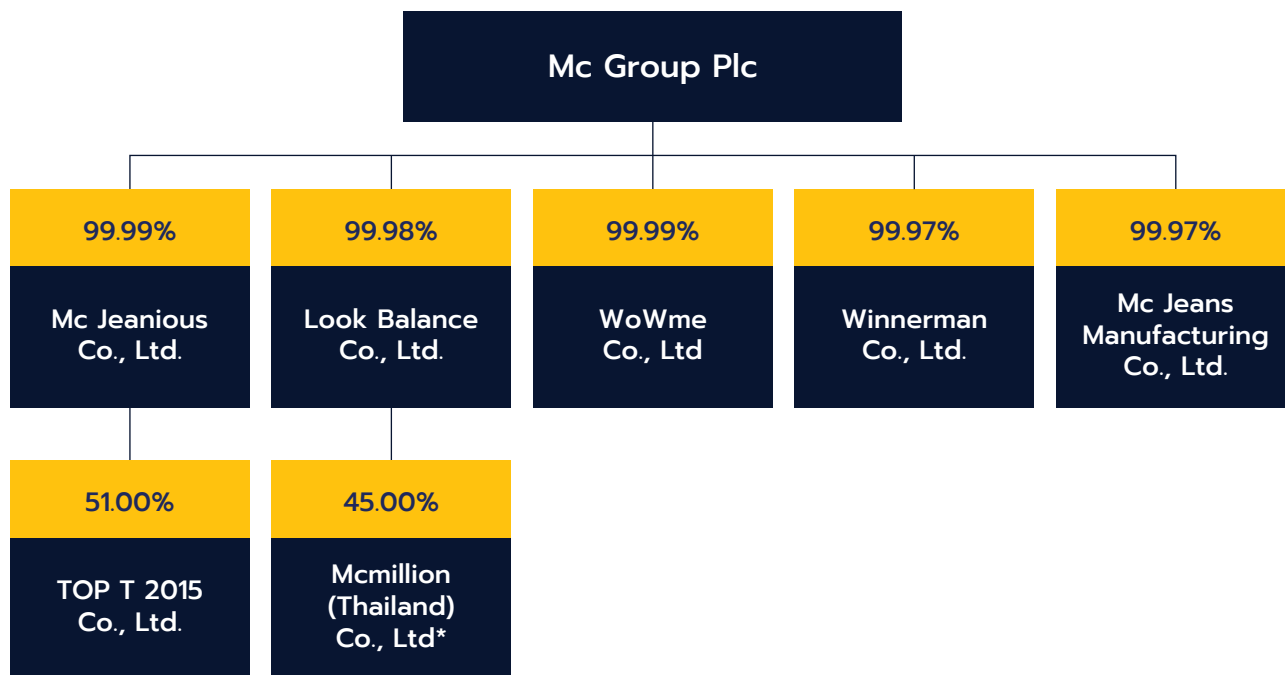 Mc Group Plc
99.99%
Mc Jeanious
Co., Ltd.
99.98%
Look Balance
Co., Ltd.
99.99%
WoWme
Co., Ltd
99.97%
Winnerman
Co., Ltd.
99.97%
Mc Jeans
Manufacturing
Co., Ltd.
51.00%
TOP T 2015
Co., Ltd.
45.00%
Mcmillion
(Thailand)
Co., Ltd*